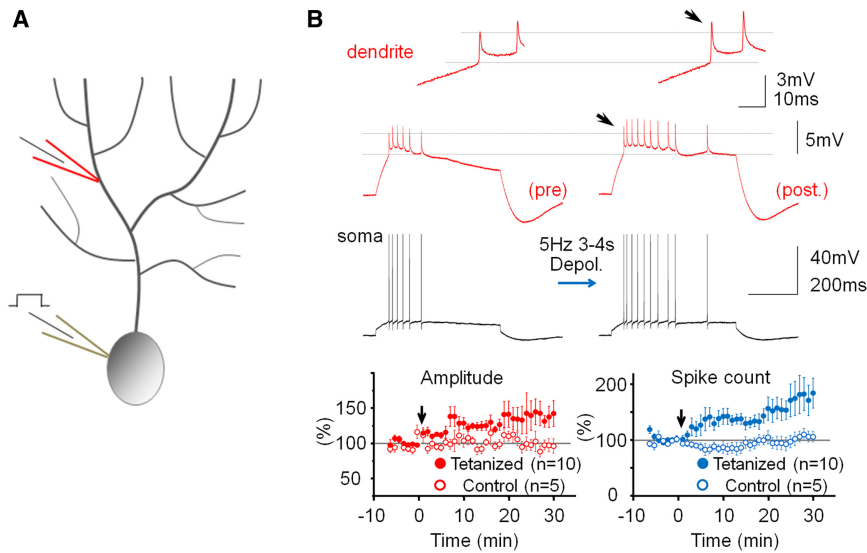 A
B
dendrite
3mV
10ms
5mV
(pre)
(post.)
soma
5Hz 3-4s
Depol.
40mV
200ms
Amplitude
(%)
150
125
100
75
50
Tetanized (n=10)
Control (n=5)
-10 0 10 20 30
Time (min)
Spike count
(%)
200
100
0
Tetanized (n=10)
Control (n=5)
-10 0 10 20 30
Time (min)